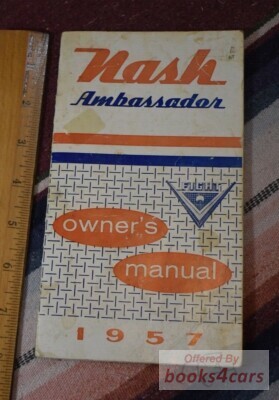 Nash
Ambassador
owner's
manual
1957
Offered By
books4cars